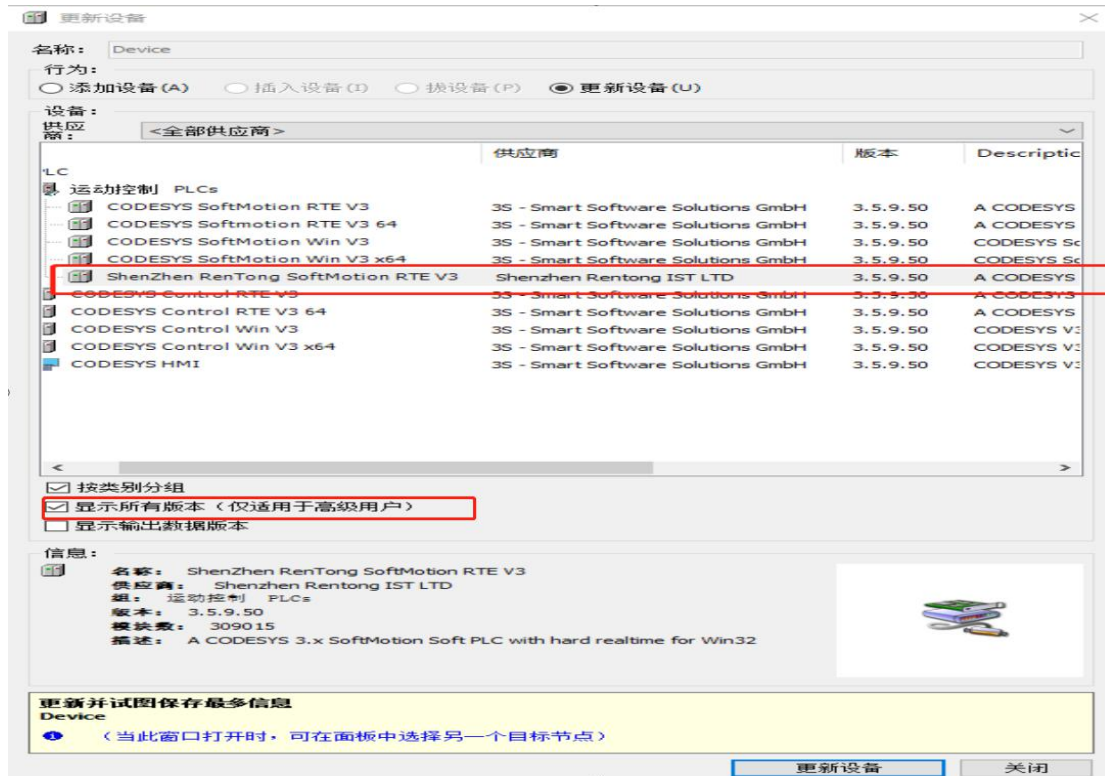 更新设备
名称: Device
行为:
添加设备(A) 插入设备(I) 拔设备(P) 更新设备(U)
设备:
供应商: <全部供应商>
供应商 版本 Descriptic
'LC
运动控制 PLCs
CODESYS SoftMotion RTE V3 3S - Smart Software Solutions GmbH 3.5.9.50 A CODESYS
CODESYS Softmotion RTE V3 64 3S - Smart Software Solutions GmbH 3.5.9.50 A CODESYS
CODESYS SoftMotion Win V3 3S - Smart Software Solutions GmbH 3.5.9.50 CODESYS Sc
CODESYS SoftMotion Win V3 x64 3S - Smart Software Solutions GmbH 3.5.9.50 CODESYS Sc
ShenZhen RenTong SoftMotion RTE V3 Shenzhen Rentong IST LTD 3.5.9.50 A CODESYS
CODESYS Control RTE V3 3S - Smart Software Solutions GmbH 3.5.9.50 A CODESYS
CODESYS Control RTE V3 64 3S - Smart Software Solutions GmbH 3.5.9.50 A CODESYS
CODESYS Control Win V3 3S - Smart Software Solutions GmbH 3.5.9.50 CODESYS V3
CODESYS Control Win V3 x64 3S - Smart Software Solutions GmbH 3.5.9.50 CODESYS V3
CODESYS HMI 3S - Smart Software Solutions GmbH 3.5.9.50 CODESYS V3
按类别分组
显示所有版本（仅适用于高级用户）
显示输出数据版本
信息:
名称: ShenZhen RenTong SoftMotion RTE V3
供应商: Shenzhen Rentong IST LTD
组: 运动控制 PLCs
版本: 3.5.9.50
模块数: 309015
描述: A CODESYS 3.x SoftMotion Soft PLC with hard realtime for Win32
更新并试图保存最多信息
Device
（当此窗口打开时，可在面板中选择另一个目标节点）
更新设备 关闭